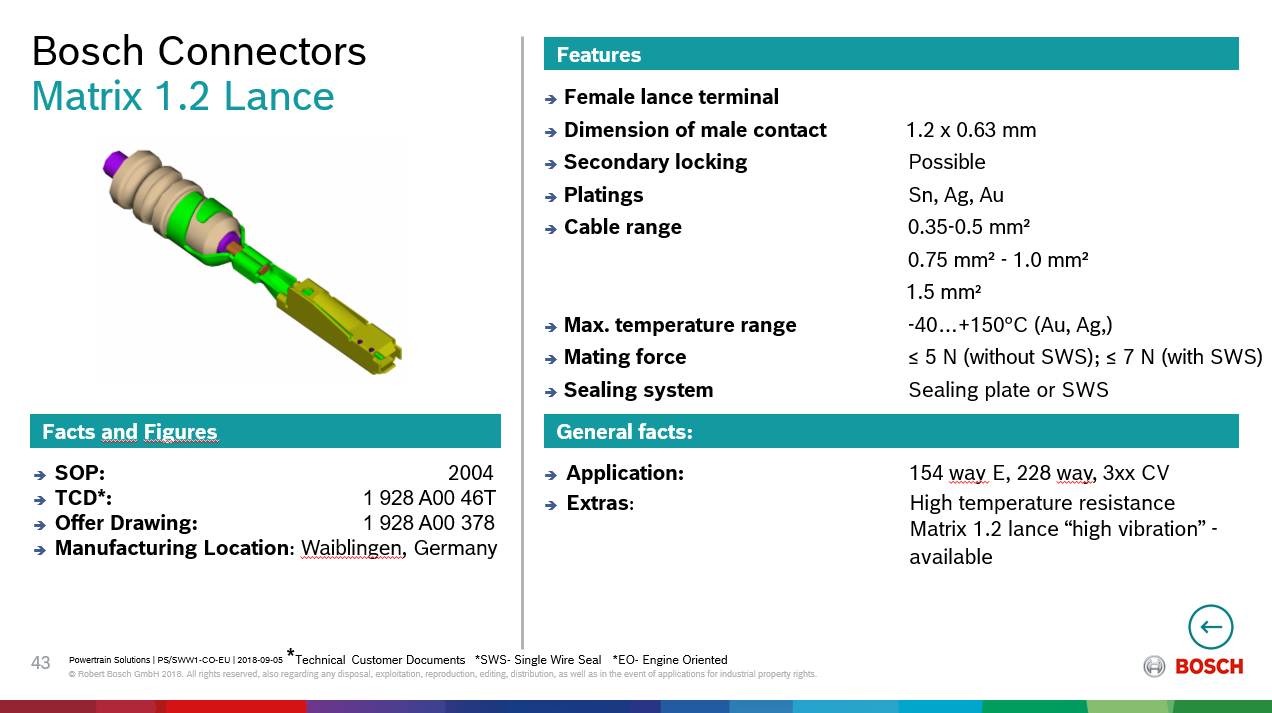 Bosch Connectors
Matrix 1.2 Lance
Features
Female lance terminal
Dimension of male contact 1.2 x 0.63 mm
Secondary locking Possible
Platings Sn, Ag, Au
Cable range 0.35-0.5 mm²
0.75 mm² - 1.0 mm²
1.5 mm²
Max. temperature range -40…+150°C (Au, Ag,)
Mating force ≤ 5 N (without SWS); ≤ 7 N (with SWS)
Sealing system Sealing plate or SWS
Facts and Figures
SOP: 2004
TCD*: 1 928 A00 46T
Offer Drawing: 1 928 A00 378
Manufacturing Location: Waiblingen, Germany
General facts:
Application: 154 way E, 228 way, 3xx CV
Extras: High temperature resistance
Matrix 1.2 lance “high vibration” -
available
43 Powertrain Solutions | PS/SWW1-CO-EU | 2018-09-05 *Technical Customer Documents *SWS- Single Wire Seal *EO- Engine Oriented
© Robert Bosch GmbH 2018. All rights reserved, also regarding any disposal, exploitation, reproduction, editing, distribution, as well as in the event of applications for industrial property rights.
BOSCH